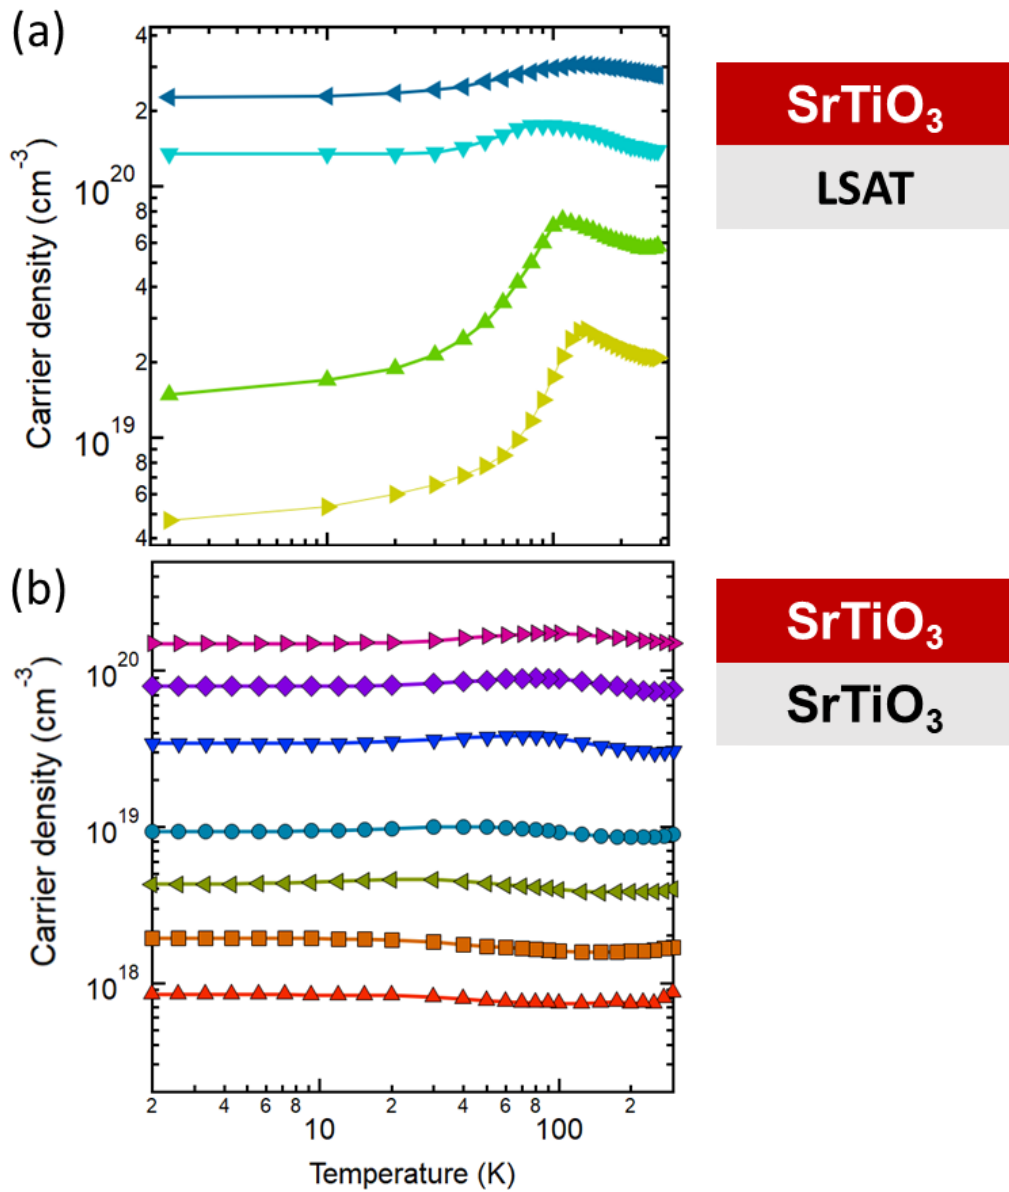 (a)
Carrier density (cm-3)
4
2
10^20
8
6
4
2
10^19
8
6
4
SrTiO3
LSAT
(b)
Carrier density (cm-3)
10^20
10^19
10^18
SrTiO3
SrTiO3
2 4 6 8 2 4 6 8 2
10 100
Temperature (K)